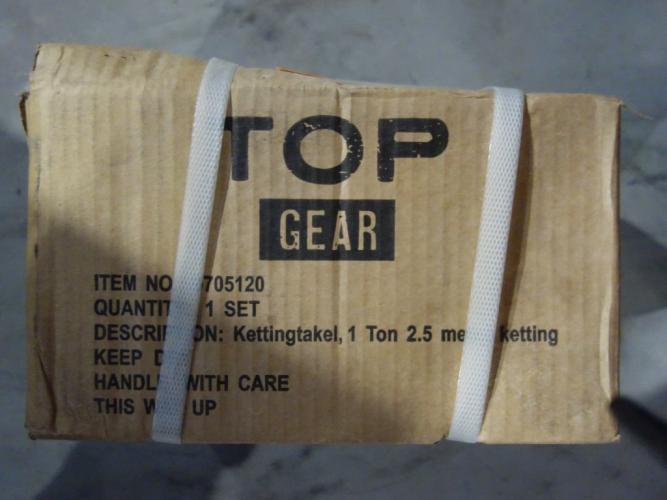 TOP
GEAR
ITEM NO 705120
QUANTIT 1 SET
DESCRIP ON: Kettingtakel, 1 Ton 2.5 me ketting
KEEP D
HANDL WITH CARE
THIS W UP